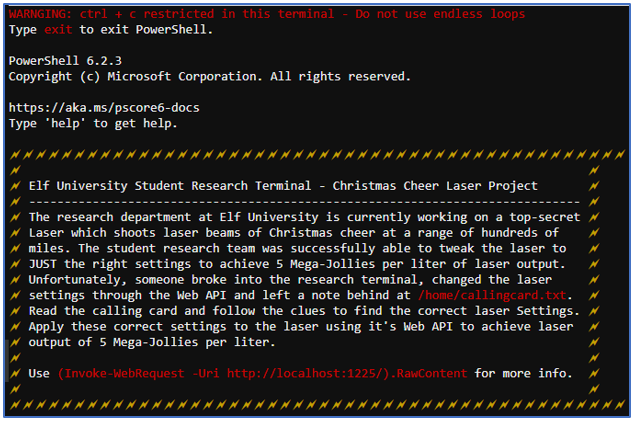 WARNGING: ctrl + c restricted in this terminal - Do not use endless loops
Type exit to exit PowerShell.
PowerShell 6.2.3
Copyright (c) Microsoft Corporation. All rights reserved.
https://aka.ms/pscore6-docs
Type 'help' to get help.
Elf University Student Research Terminal - Christmas Cheer Laser Project
------------------------------------------------------------------------------
The research department at Elf University is currently working on a top-secret
Laser which shoots laser beams of Christmas cheer at a range of hundreds of
miles. The student research team was successfully able to tweak the laser to
JUST the right settings to achieve 5 Mega-Jollies per liter of laser output.
Unfortunately, someone broke into the research terminal, changed the laser
settings through the Web API and left a note behind at /home/callingcard.txt.
Read the calling card and follow the clues to find the correct laser Settings.
Apply these correct settings to the laser using it's Web API to achieve laser
output of 5 Mega-Jollies per liter.
Use (Invoke-WebRequest -Uri http://localhost:1225/).RawContent for more info.